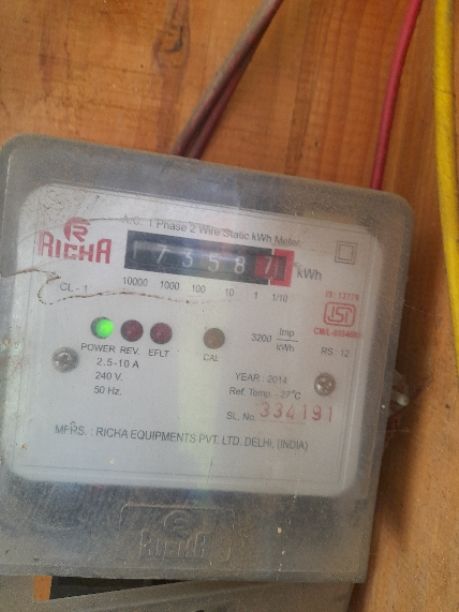 A.C. 1 Phase 2 Wire Static kWh Meter
RICHA
173587 kWh
CL - 1
10000 1000 100 10 1 1/10
IS: 13779
ISI
3200 Imp/kWh
RS : 12
POWER REV. EFLT CAL
2.5-10 A
240 V.
50 Hz.
YEAR : 2014
Ref. Temp. - 27°C
SL. No. 334191
MFRS. : RICHA EQUIPMENTS PVT. LTD. DELHI, (INDIA)
RICHA